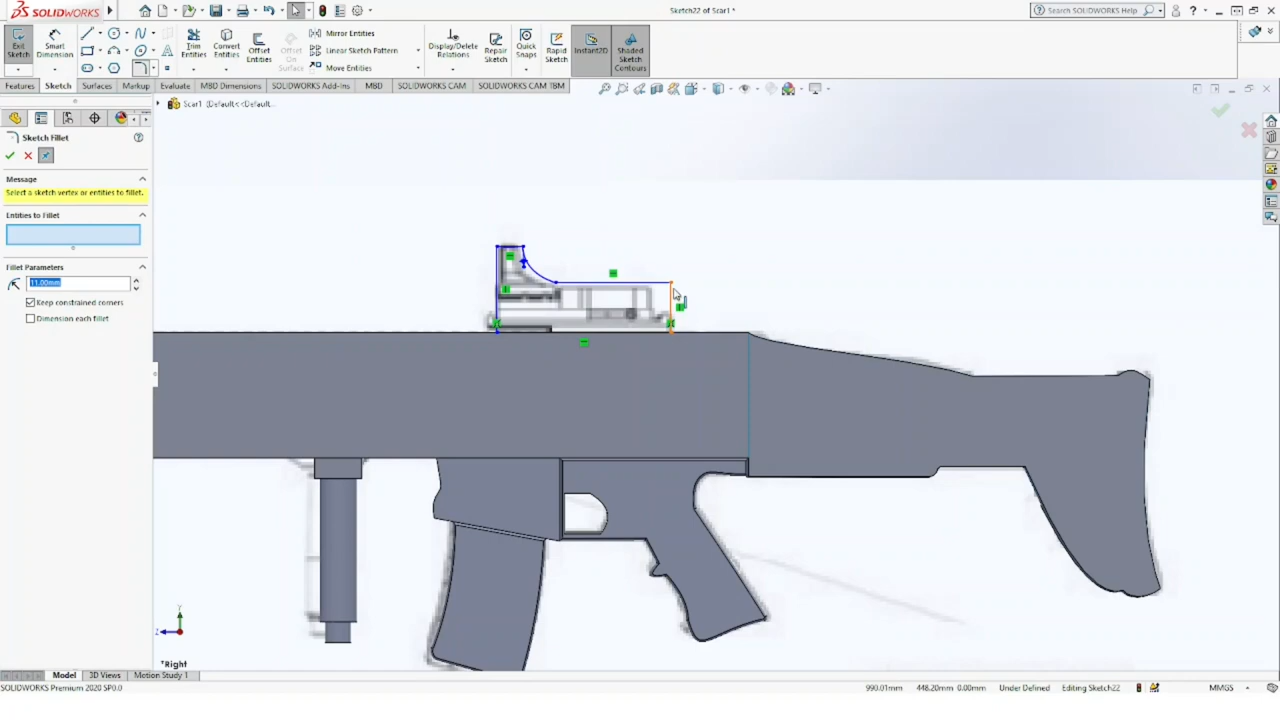 SOLIDWORKS
Sketch22 of Scar1 *
Search SOLIDWORKS Help
Exit Sketch
Smart Dimension
Trim Entities
Convert Entities
Offset Entities
Offset On Surface
Mirror Entities
Linear Sketch Pattern
Move Entities
Display/Delete Relations
Repair Sketch
Quick Snaps
Rapid Sketch
Instant2D
Shaded Sketch Contours
Features
Sketch
Surfaces
Markup
Evaluate
MBD Dimensions
SOLIDWORKS Add-Ins
MBD
SOLIDWORKS CAM
SOLIDWORKS CAM TBM
Scar1 (Default<<Default...
Sketch Fillet
Message
Select a sketch vertex or entities to fillet.
Entities to Fillet
Fillet Parameters
11.00mm
Keep constrained corners
Dimension each fillet
Y
Z
*Right
Model
3D Views
Motion Study 1
SOLIDWORKS Premium 2020 SP0.0
990.01mm
448.20mm 0.00mm
Under Defined
Editing Sketch22
MMGS